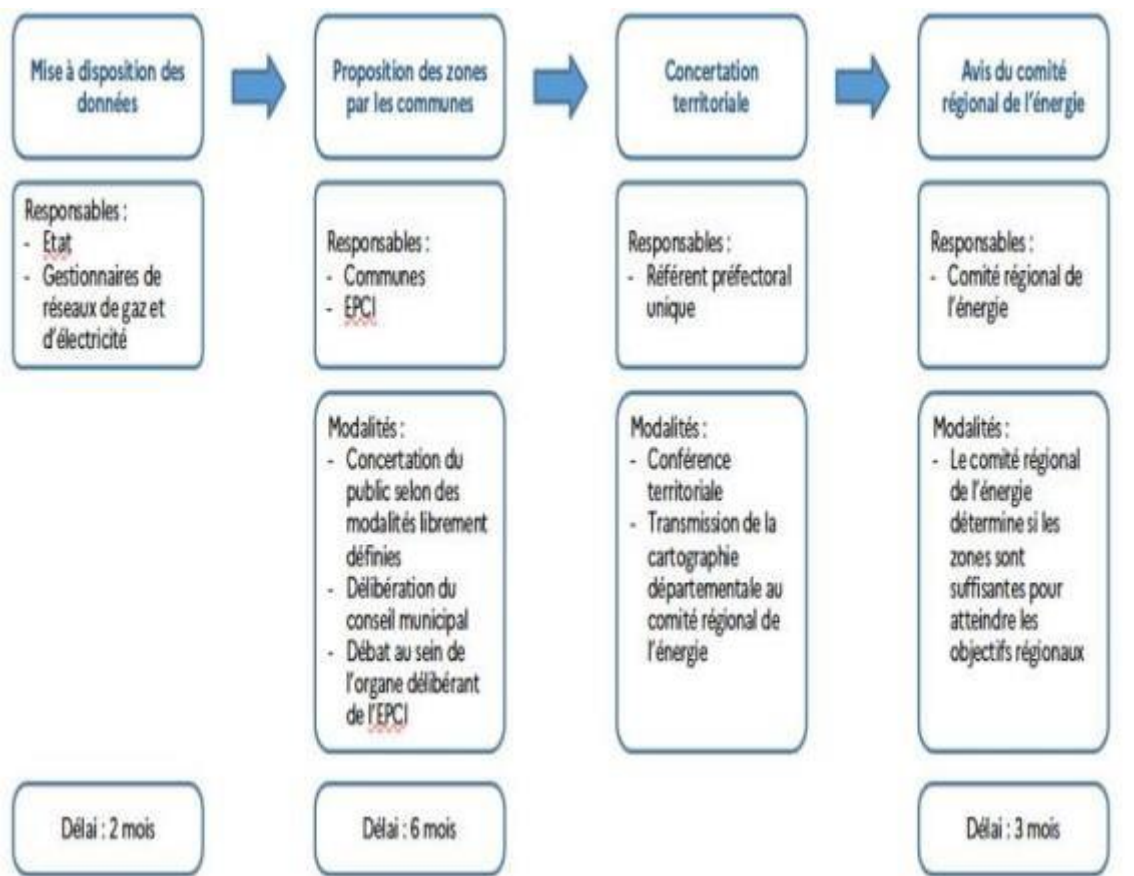 Mise à disposition des
données
Proposition des zones
par les communes
Concertation
territoriale
Avis du comité
régional de l'énergie
Responsables :
- Etat
- Gestionnaires de
réseaux de gaz et
d'électricité
Responsables :
- Communes
- EPCI
Responsables :
- Référent préfectoral
unique
Responsables :
- Comité régional de
l'énergie
Modalités :
- Concertation du
public selon des
modalités librement
définies
- Délibération du
conseil municipal
- Débat au sein de
l'organe délibérant
de l'EPCI
Modalités :
- Conférence
territoriale
- Transmission de la
cartographie
départementale au
comité régional de
l'énergie
Modalités :
- Le comité régional
de l'énergie
détermine si les
zones sont
suffisantes pour
atteindre les
objectifs régionaux
Délai : 2 mois
Délai : 6 mois
Délai : 3 mois